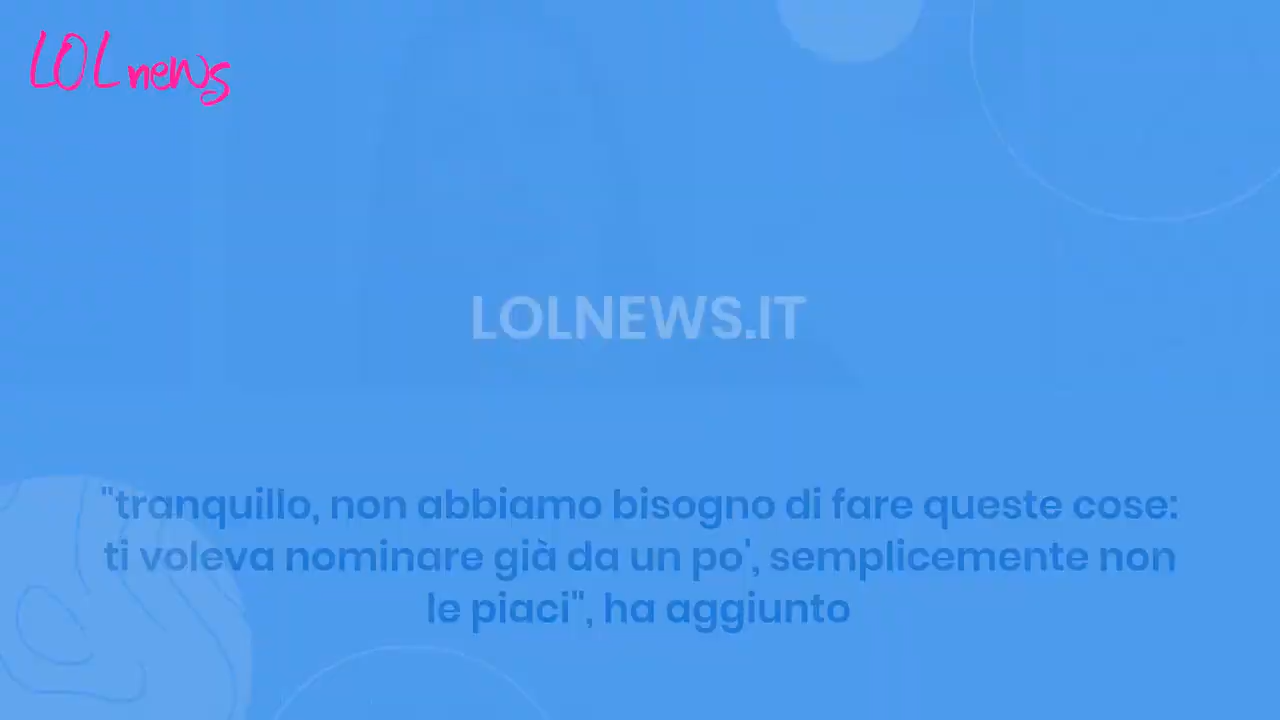 LOL news
LOLNEWS.IT
"tranquillo, non abbiamo bisogno di fare queste cose:
ti voleva nominare già da un po', semplicemente non
le piaci", ha aggiunto